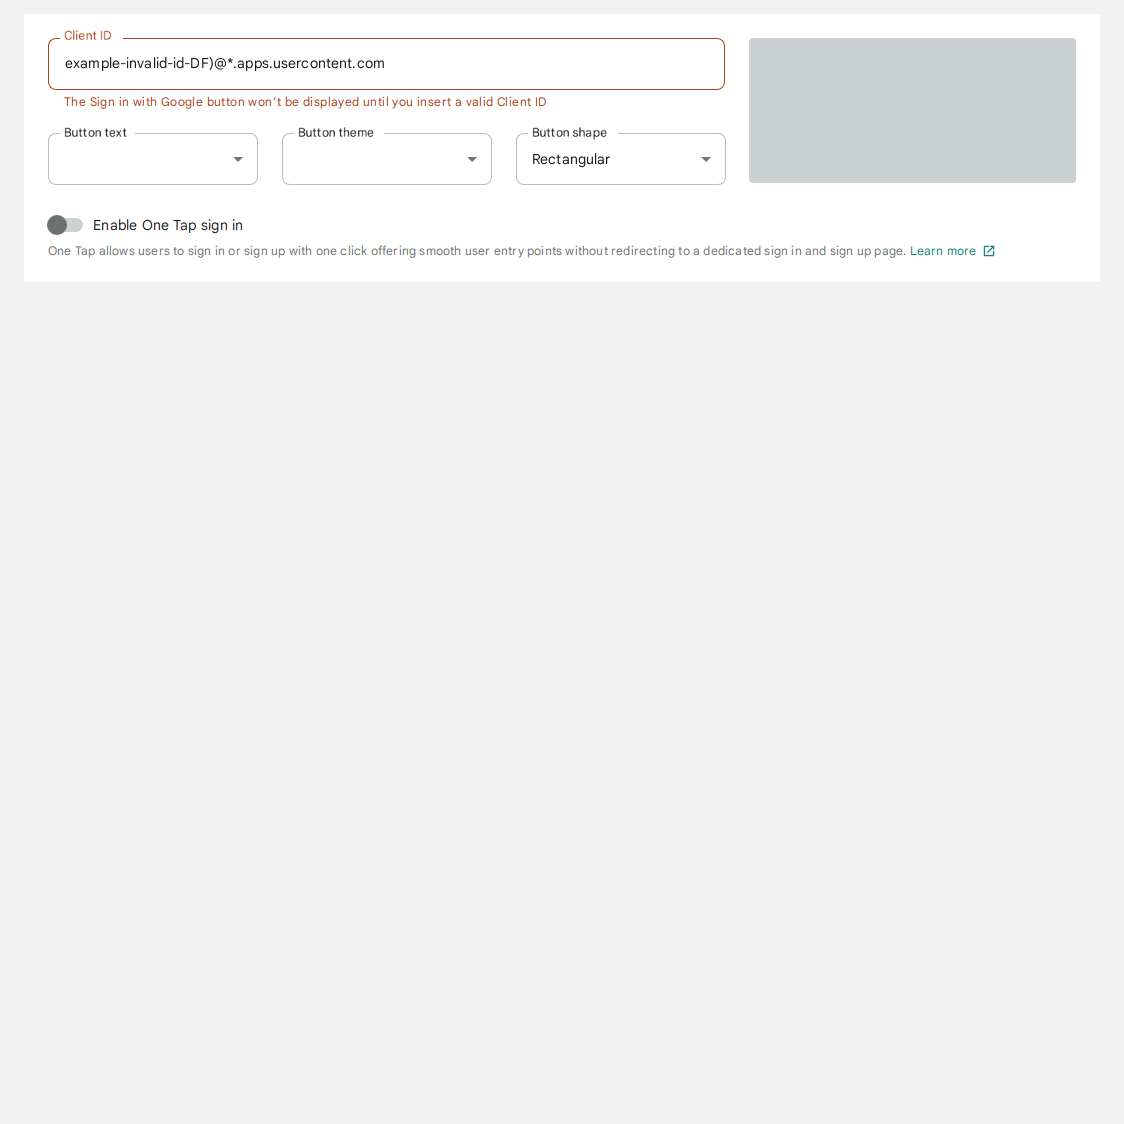 Client ID
example-invalid-id-DF)@*.apps.usercontent.com
The Sign in with Google button won’t be displayed until you insert a valid Client ID
Button text
Button theme
Button shape
Rectangular
Enable One Tap sign in
One Tap allows users to sign in or sign up with one click offering smooth user entry points without redirecting to a dedicated sign in and sign up page. Learn more